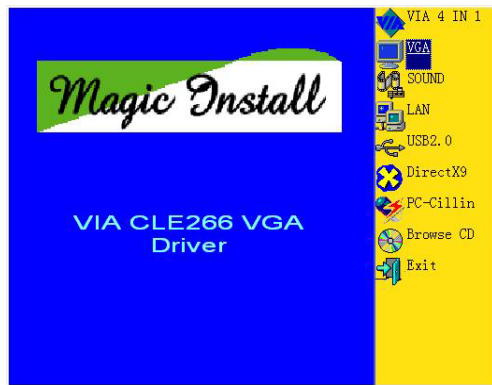 Magic Install
VIA CLE266 VGA
Driver
VIA 4 IN 1
VGA
SOUND
LAN
USB2.0
DirectX9
PC-Cillin
Browse CD
Exit